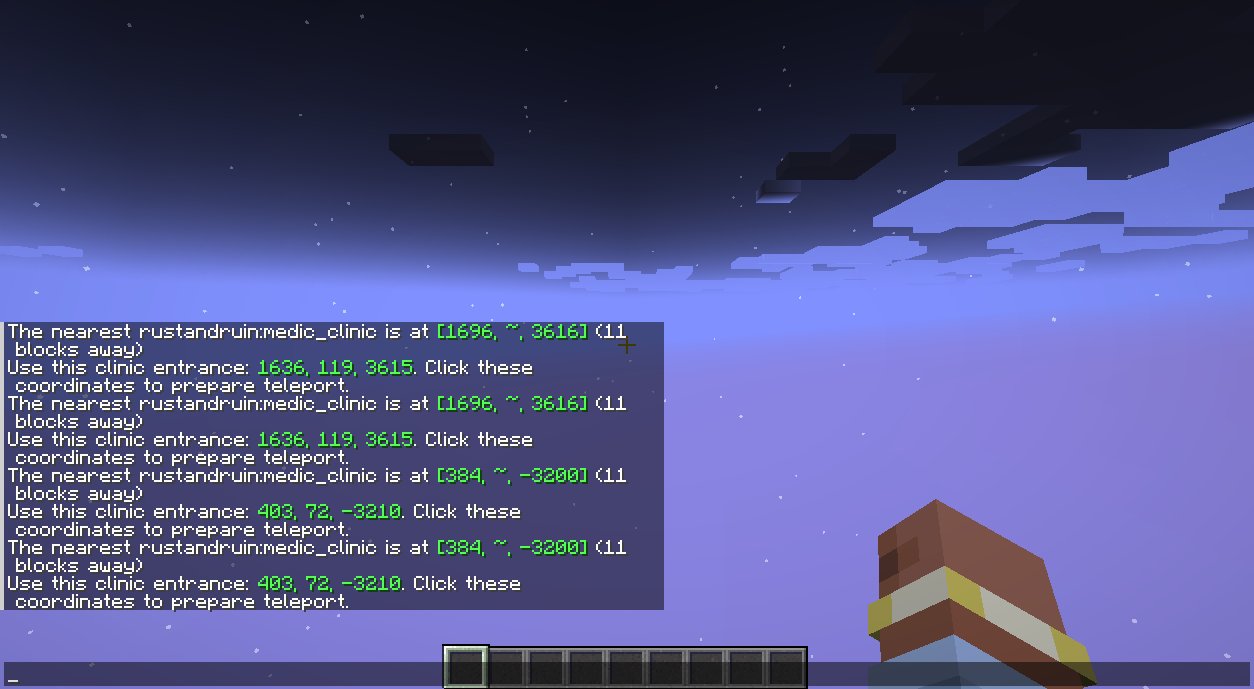 The nearest rustandruin:medic_clinic is at [1696, ~, 3616] (11
blocks away)
Use this clinic entrance: 1636, 119, 3615. Click these
coordinates to prepare teleport.
The nearest rustandruin:medic_clinic is at [1696, ~, 3616] (11
blocks away)
Use this clinic entrance: 1636, 119, 3615. Click these
coordinates to prepare teleport.
The nearest rustandruin:medic_clinic is at [384, ~, -3200] (11
blocks away)
Use this clinic entrance: 403, 72, -3210. Click these
coordinates to prepare teleport.
The nearest rustandruin:medic_clinic is at [384, ~, -3200] (11
blocks away)
Use this clinic entrance: 403, 72, -3210. Click these
coordinates to prepare teleport.
_